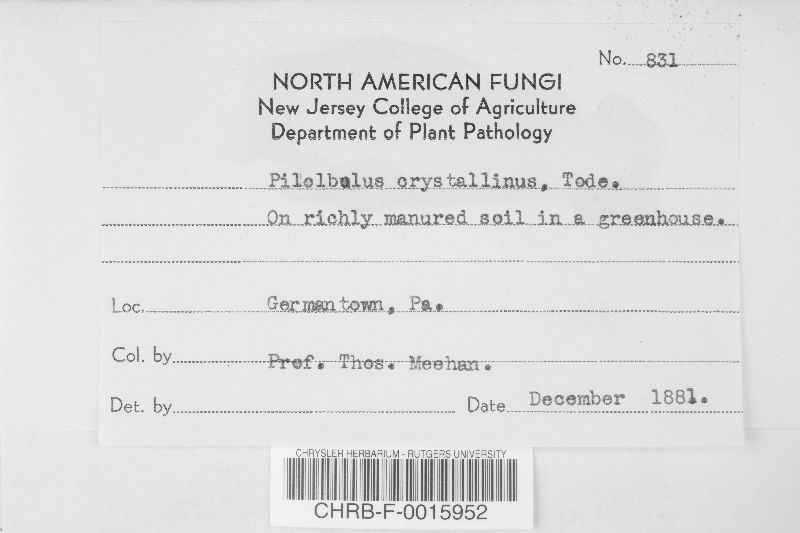 No. 831
NORTH AMERICAN FUNGI
New Jersey College of Agriculture
Department of Plant Pathology
Pilolbulus crystallinus, Tode.
On richly manured soil in a greenhouse.
Loc. Germantown, Pa.
Col. by Prof. Thos. Meehan.
Det. by Date December 1881.
CHRYSLER HERBARIUM - RUTGERS UNIVERSITY
CHRB-F-0015952